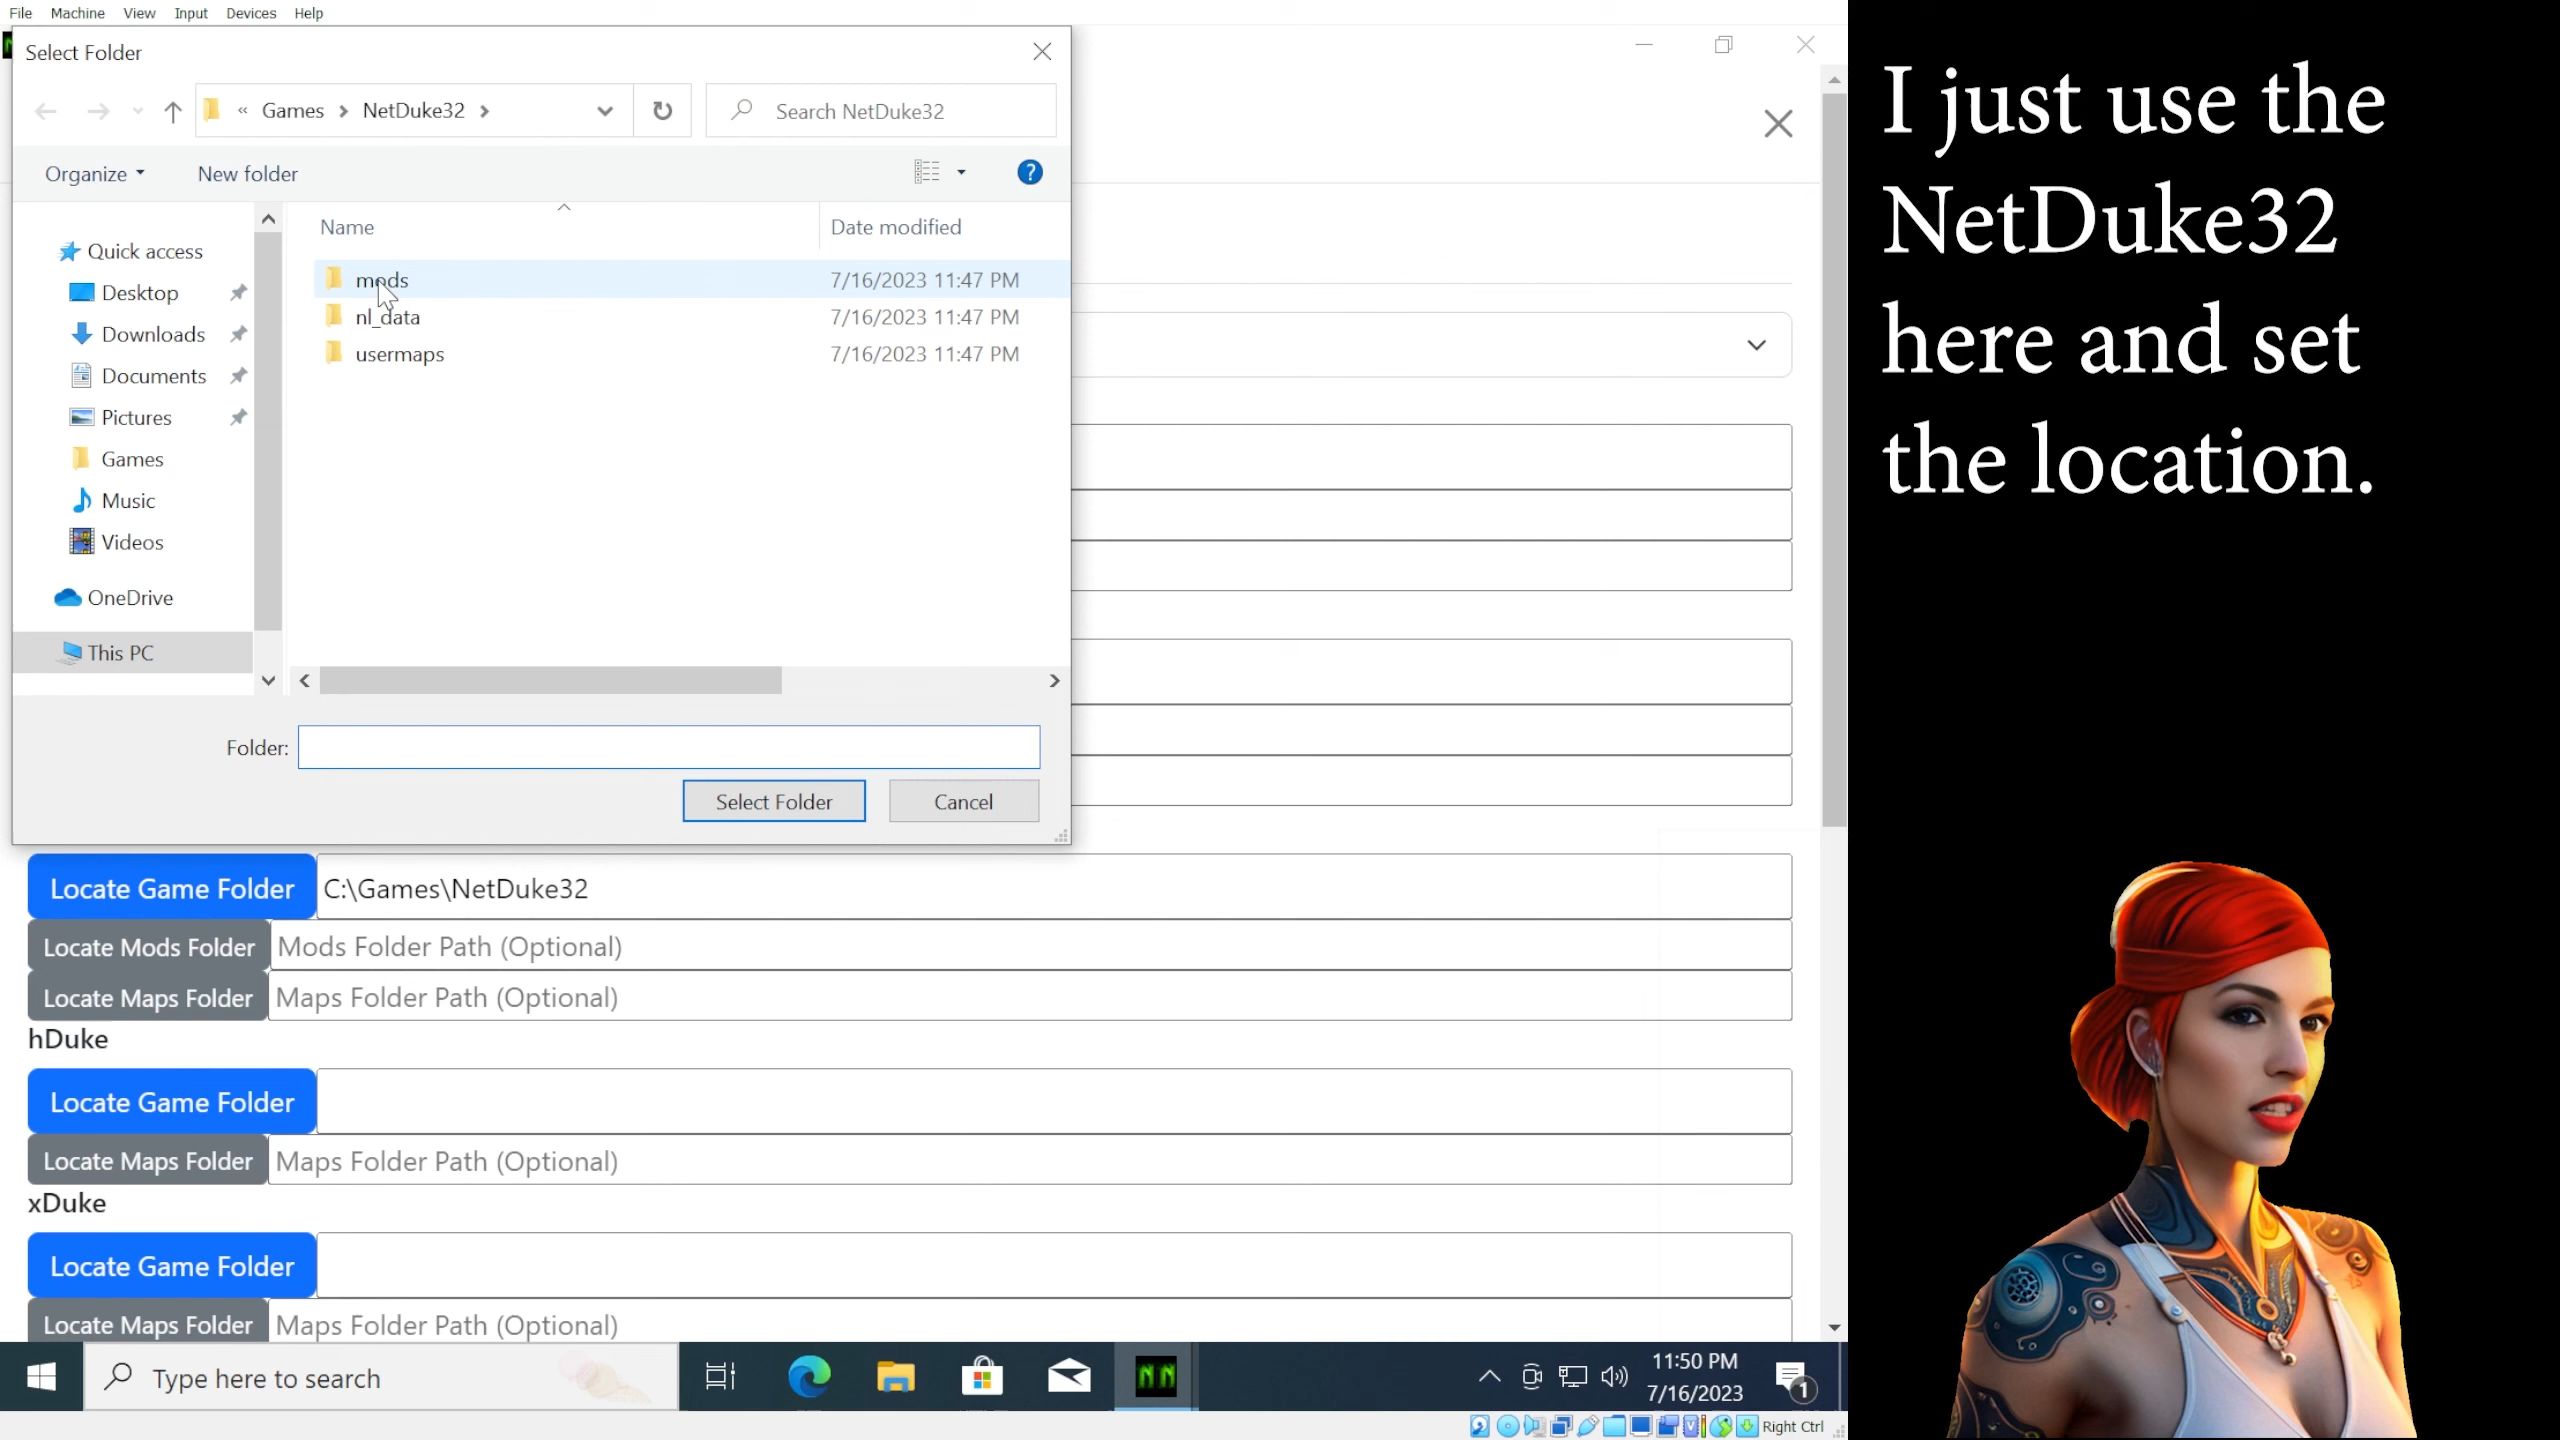 File Machine View Input Devices Help
Select Folder
« Games > NetDuke32 >
Search NetDuke32
Organize
New folder
?
Name
Date modified
Quick access
Desktop
Downloads
Documents
Pictures
Games
Music
Videos
OneDrive
This PC
mods 7/16/2023 11:47 PM
nl_data 7/16/2023 11:47 PM
usermaps 7/16/2023 11:47 PM
Folder:
Select Folder
Cancel
Locate Game Folder C:\Games\NetDuke32
Locate Mods Folder Mods Folder Path (Optional)
Locate Maps Folder Maps Folder Path (Optional)
hDuke
Locate Game Folder
Locate Maps Folder Maps Folder Path (Optional)
xDuke
Locate Game Folder
Locate Maps Folder Maps Folder Path (Optional)
Type here to search
11:50 PM
7/16/2023
1
Right Ctrl
I just use the
NetDuke32
here and set
the location.